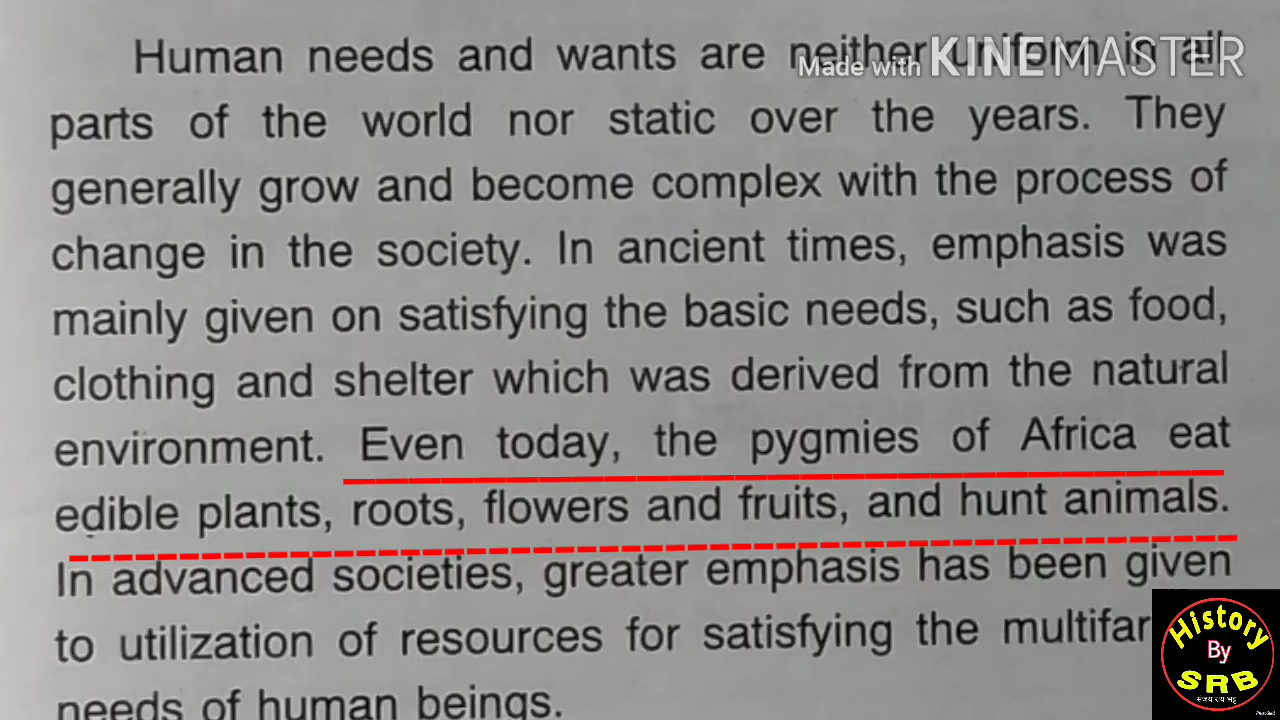 Human needs and wants are neither uniform in all
Made with KINEMASTER
parts of the world nor static over the years. They
generally grow and become complex with the process of
change in the society. In ancient times, emphasis was
mainly given on satisfying the basic needs, such as food,
clothing and shelter which was derived from the natural
environment. Even today, the pygmies of Africa eat
edible plants, roots, flowers and fruits, and hunt animals.
In advanced societies, greater emphasis has been given
to utilization of resources for satisfying the multifar
needs of human beings.
History
By
SRB